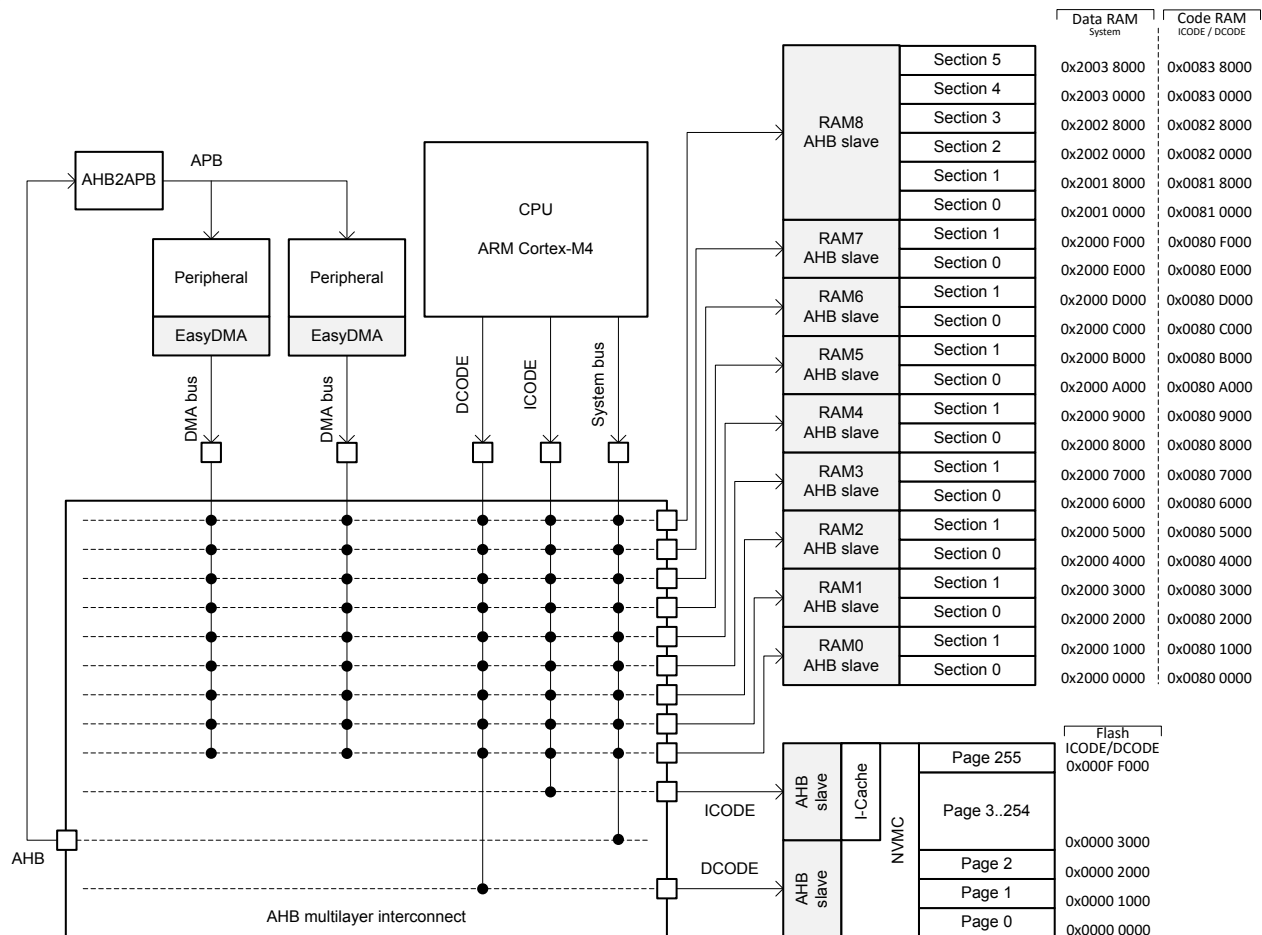 Data RAM
System
Code RAM
ICODE / DCODE
RAM8
AHB slave
Section 5
0x2003 8000
0x0083 8000
Section 4
0x2003 0000
0x0083 0000
Section 3
0x2002 8000
0x0082 8000
Section 2
0x2002 0000
0x0082 0000
Section 1
0x2001 8000
0x0081 8000
Section 0
0x2001 0000
0x0081 0000
RAM7
AHB slave
Section 1
0x2000 F000
0x0080 F000
Section 0
0x2000 E000
0x0080 E000
RAM6
AHB slave
Section 1
0x2000 D000
0x0080 D000
Section 0
0x2000 C000
0x0080 C000
RAM5
AHB slave
Section 1
0x2000 B000
0x0080 B000
Section 0
0x2000 A000
0x0080 A000
RAM4
AHB slave
Section 1
0x2000 9000
0x0080 9000
Section 0
0x2000 8000
0x0080 8000
RAM3
AHB slave
Section 1
0x2000 7000
0x0080 7000
Section 0
0x2000 6000
0x0080 6000
RAM2
AHB slave
Section 1
0x2000 5000
0x0080 5000
Section 0
0x2000 4000
0x0080 4000
RAM1
AHB slave
Section 1
0x2000 3000
0x0080 3000
Section 0
0x2000 2000
0x0080 2000
RAM0
AHB slave
Section 1
0x2000 1000
0x0080 1000
Section 0
0x2000 0000
0x0080 0000
AHB2APB
APB
CPU
ARM Cortex-M4
Peripheral
EasyDMA
Peripheral
EasyDMA
DMA bus
DMA bus
DCODE
ICODE
System bus
AHB
AHB multilayer interconnect
ICODE
DCODE
AHB
slave
AHB
slave
I-Cache
NVMC
Flash
ICODE/DCODE
Page 255
0x000F F000
Page 3..254
0x0000 3000
Page 2
0x0000 2000
Page 1
0x0000 1000
Page 0
0x0000 0000